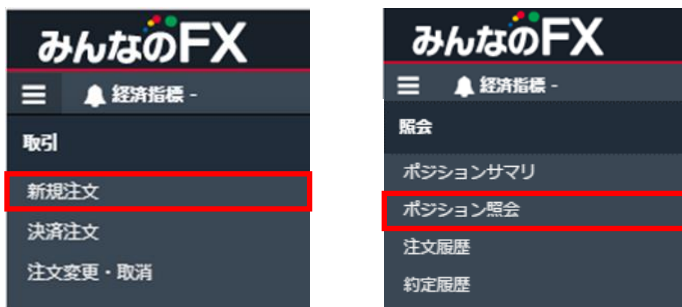 みんなのFX
経済指標 -
取引
新規注文
決済注文
注文変更・取消
みんなのFX
経済指標 -
照会
ポジションサマリ
ポジション照会
注文履歴
約定履歴